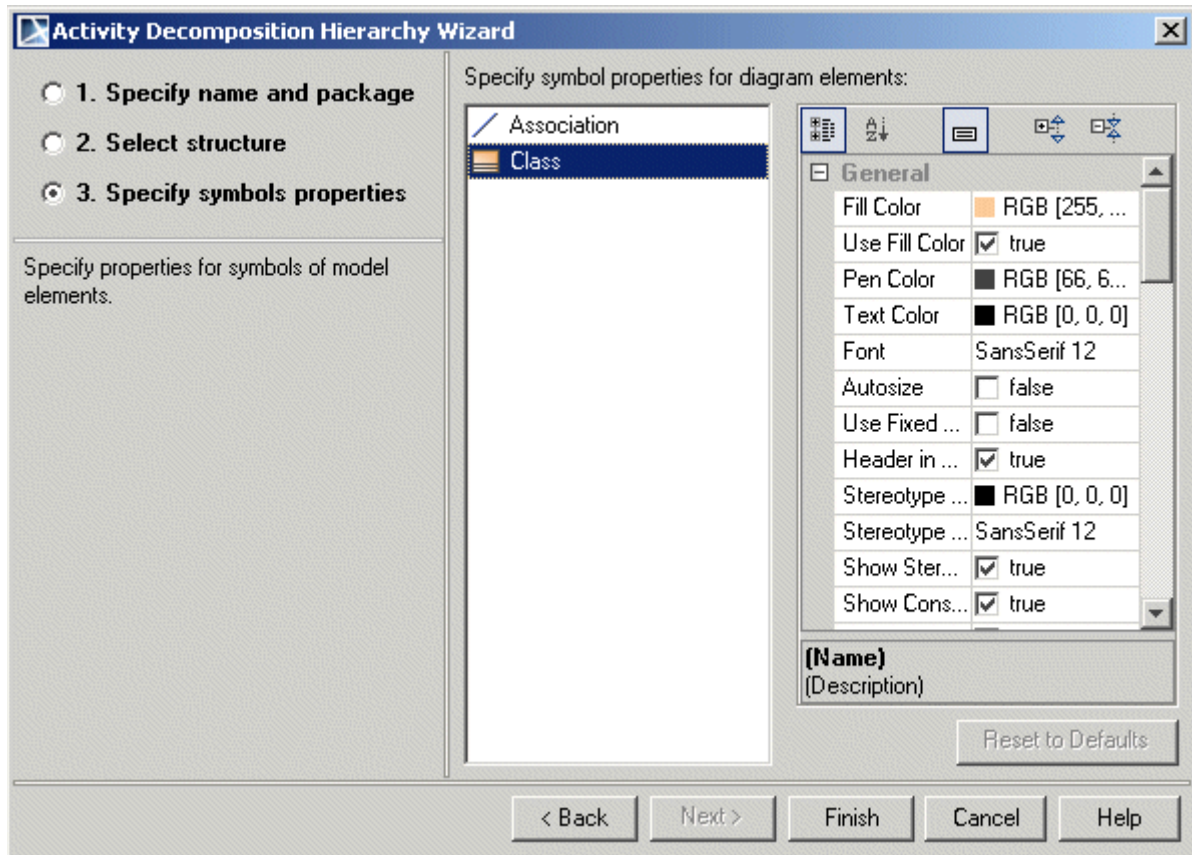 Activity Decomposition Hierarchy Wizard
1. Specify name and package
2. Select structure
3. Specify symbols properties
Specify properties for symbols of model
elements.
Specify symbol properties for diagram elements:
Association
Class
General
Fill Color RGB [255, ...
Use Fill Color true
Pen Color RGB [66, 6...
Text Color RGB [0, 0, 0]
Font SansSerif 12
Autosize false
Use Fixed ... false
Header in ... true
Stereotype ... RGB [0, 0, 0]
Stereotype ... SansSerif 12
Show Ster... true
Show Cons... true
(Name)
(Description)
Reset to Defaults
< Back Next > Finish Cancel Help